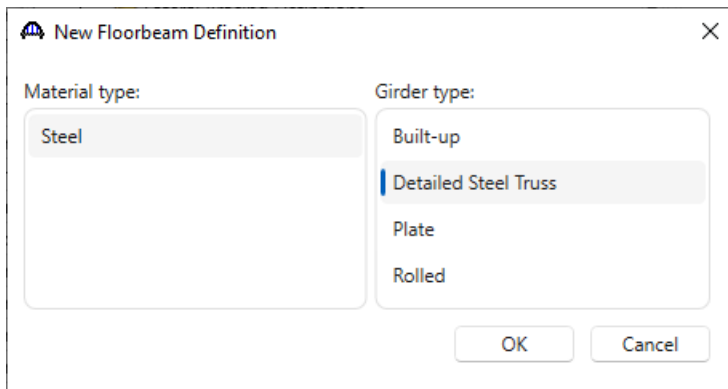 New Floorbeam Definition
Material type:
Steel
Girder type:
Built-up
Detailed Steel Truss
Plate
Rolled
OK
Cancel